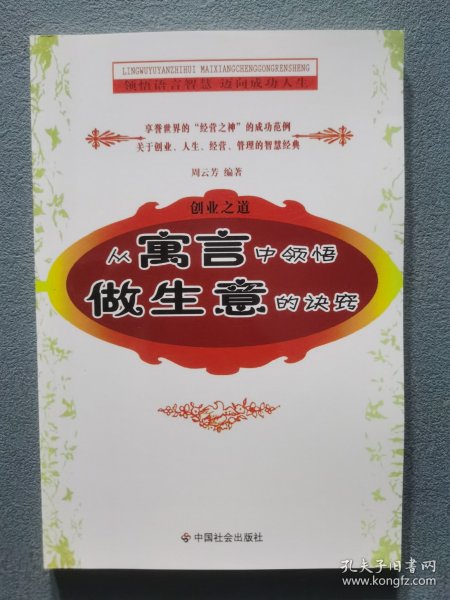 LINGWUYUYANZHIHUI MAIXIANGCHENGGONGRENSHENG
领悟语言智慧 迈向成功人生
享誉世界的“经营之神”的成功范例
关于创业、人生、经营、管理的智慧经典
周云芳 编著
创业之道
从寓言中领悟
做生意的诀窍
中国社会出版社
孔夫子旧书网
www.kongfz.com